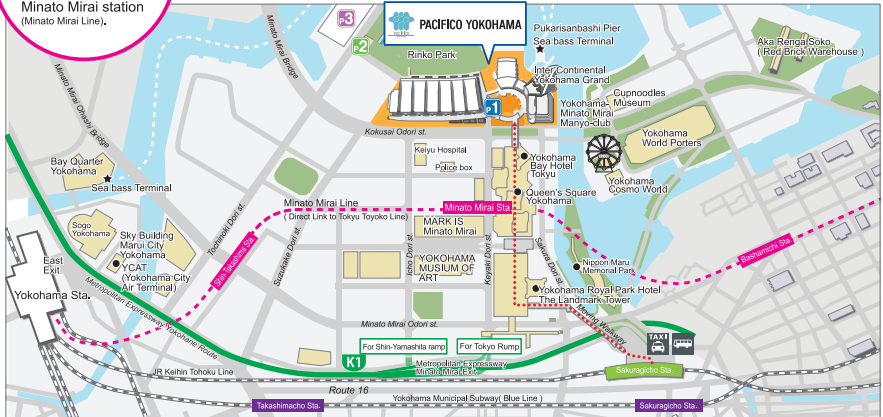 Minato Mirai station
(Minato Mirai Line).
P3
P2
PACIFICO YOKOHAMA
Pukarisanbashi Pier
Sea bass Terminal
Aka Renga Soko
( Red Brick Warehouse )
Rinko Park
Inter Continental
Yokohama Grand
P1
Minato Mirai Bridge
Minato Mirai Ohashi Bridge
Cupnoodles
Museum
Yokohama
Minato Mirai
Manyo-club
Kokusai Odori st.
Yokohama
World Porters
Keiyu Hospital
Police box
Yokohama
Bay Hotel
Tokyu
Bay Quarter
Yokohama
Sea bass Terminal
Yokohama
Cosmo World
Queen's Square
Yokohama
Minato Mirai Line
( Direct Link to Tokyu Toyoko Line)
Minato Mirai Sta.
MARK IS
Minato Mirai
Sogo
Yokohama
Sky Building
Marui City
Yokohama
YCAT
(Yokohama City
Air Terminal )
Tochinoki Dori st.
Shin-Takashima Sta.
Suzukake Dori st.
Icho Dori st.
Keyaki Dori st.
Sakura Dori st.
Bashamichi Sta.
East
Exit
Yokohama Sta.
YOKOHAMA
MUSIUM OF
ART
Nippon Maru
Memorial Park
Yokohama Royal Park Hotel
The Landmark Tower
Metropolitan Expressway Yokohane Route
Minato Mirai Odori st.
Moving Walkway
TAXI
For Shin-Yamashita ramp
For Tokyo Rump
K1
Metropolitan Expressway
Minato Mirai Exit
JR Keihin Tohoku Line
Sakuragicho Sta.
Route 16
Yokohama Municipal Subway( Blue Line )
Takashimacho Sta.
Sakuragicho Sta.